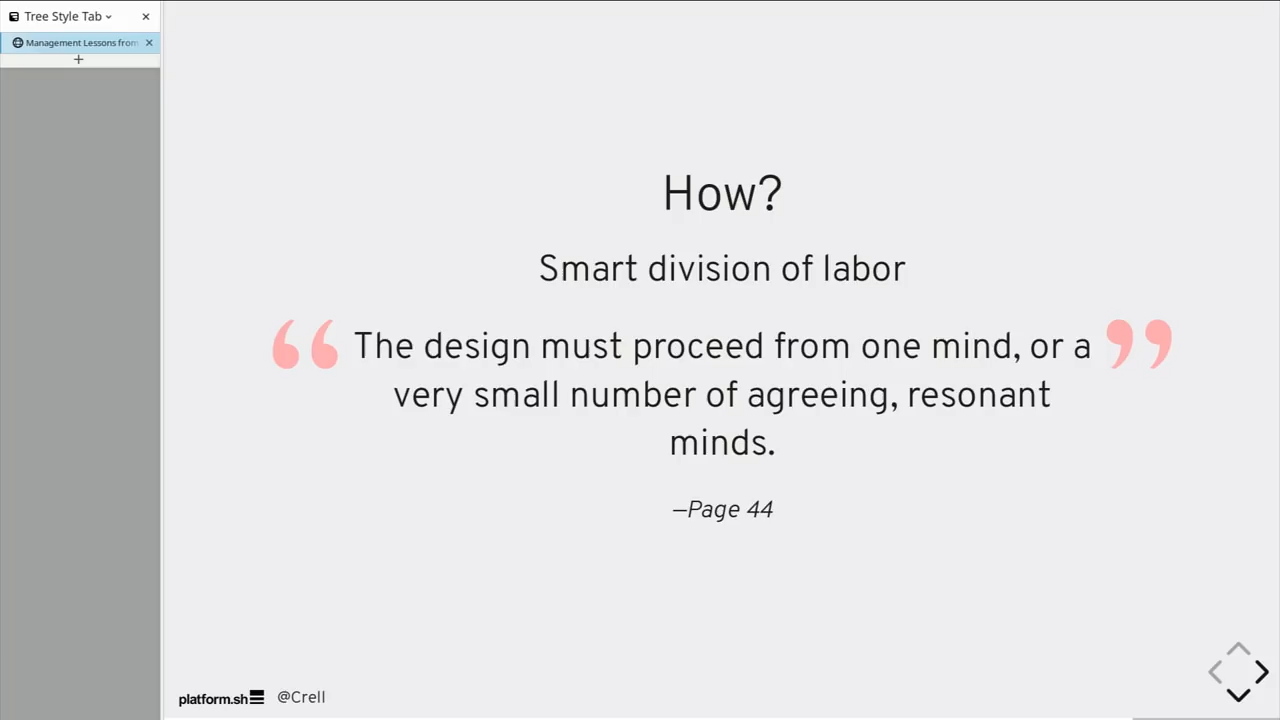 Tree Style Tab
Management Lessons from
How?
Smart division of labor
“The design must proceed from one mind, or a”
very small number of agreeing, resonant
minds.
—Page 44
platform.sh @Crell